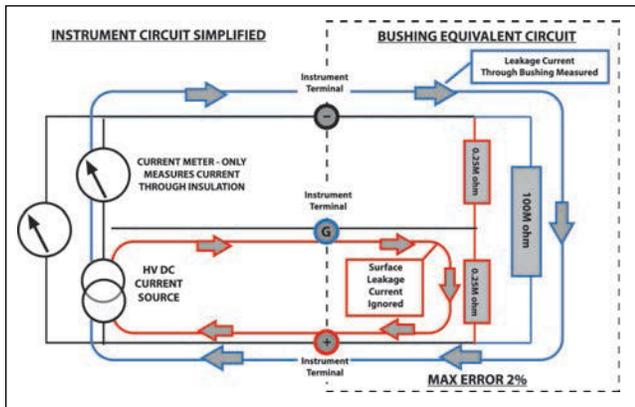 INSTRUMENT CIRCUIT SIMPLIFIED
BUSHING EQUIVALENT CIRCUIT
Leakage Current
Through Bushing Measured
Instrument
Terminal
−
CURRENT METER - ONLY
MEASURES CURRENT
THROUGH INSULATION
0.25M ohm
100M ohm
Instrument
Terminal
G
HV DC
CURRENT
SOURCE
Surface
Leakage
Current
Ignored
0.25M ohm
+
Instrument
Terminal
MAX ERROR 2%